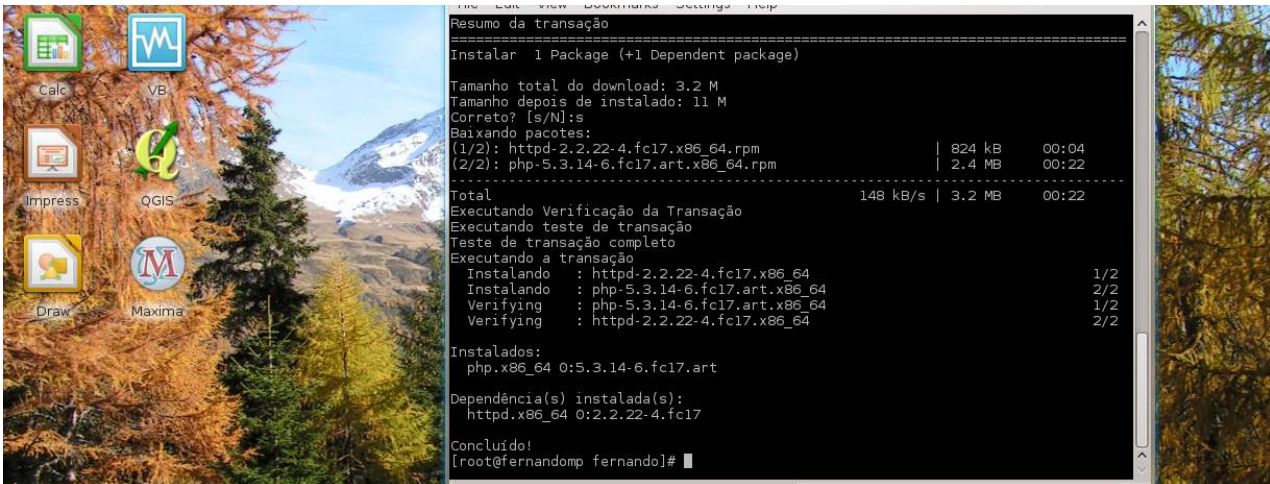 Calc
VB
Impress
QGIS
Draw
Maxima
File Edit View Bookmarks Settings Help
Resumo da transação
================================================================================
Instalar  1 Package (+1 Dependent package)
Tamanho total do download: 3.2 M
Tamanho depois de instalado: 11 M
Correto? [s/N]:s
Baixando pacotes:
(1/2): httpd-2.2.22-4.fc17.x86_64.rpm | 824 kB 00:04
(2/2): php-5.3.14-6.fc17.art.x86_64.rpm | 2.4 MB 00:22
--------------------------------------------------------------------------------
Total 148 kB/s | 3.2 MB 00:22
Executando Verificação da Transação
Executando teste de transação
Teste de transação completo
Executando a transação
Instalando : httpd-2.2.22-4.fc17.x86_64 1/2
Instalando : php-5.3.14-6.fc17.art.x86_64 2/2
Verifying : php-5.3.14-6.fc17.art.x86_64 1/2
Verifying : httpd-2.2.22-4.fc17.x86_64 2/2
Instalados:
php.x86_64 0:5.3.14-6.fc17.art
Dependência(s) instalada(s):
httpd.x86_64 0:2.2.22-4.fc17
Concluído!
[root@fernandomp fernando]#